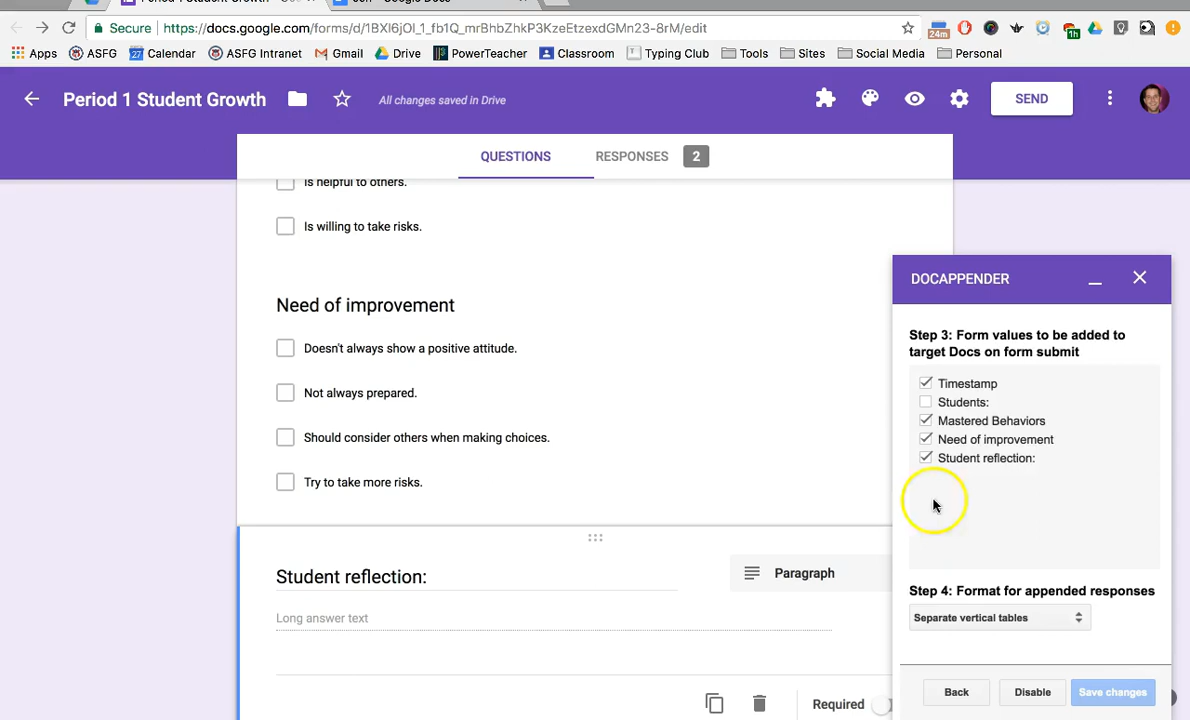 Secure https://docs.google.com/forms/d/1BXl6jOl_1_fb1Q_mrBhbZhkP3KzeEtzexdGMn23-8rM/edit
24m
1h
Apps ASFG 27 Calendar ASFG Intranet Gmail Drive PowerTeacher Classroom Typing Club Tools Sites Social Media Personal
Period 1 Student Growth All changes saved in Drive SEND
QUESTIONS RESPONSES 2
Is helpful to others.
Is willing to take risks.
Need of improvement
Doesn't always show a positive attitude.
Not always prepared.
Should consider others when making choices.
Try to take more risks.
Student reflection:
Paragraph
Long answer text
Required
DOCAPPENDER
Step 3: Form values to be added to
target Docs on form submit
Timestamp
Students:
Mastered Behaviors
Need of improvement
Student reflection:
Step 4: Format for appended responses
Separate vertical tables
Back Disable Save changes